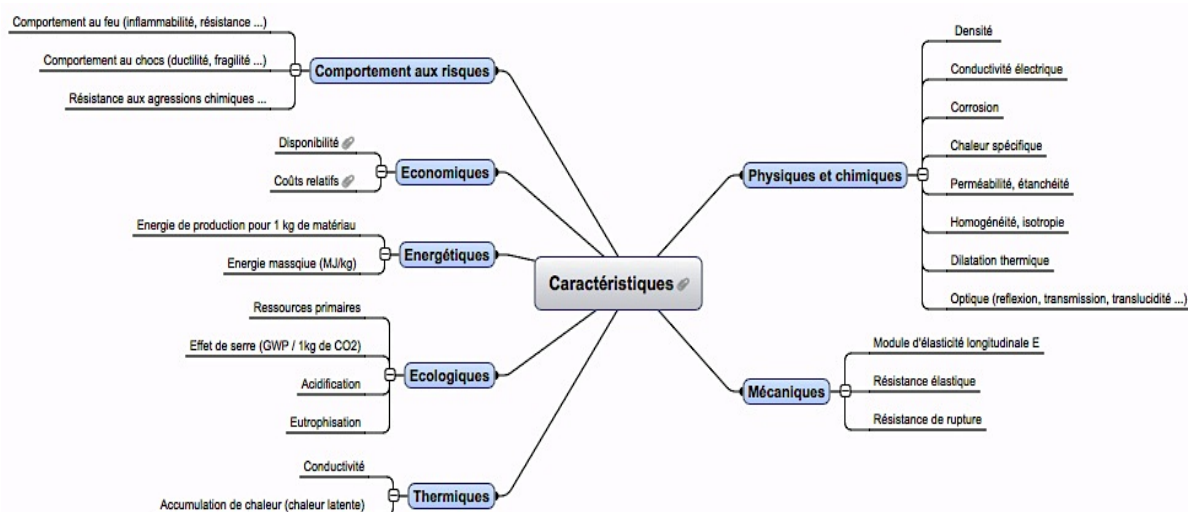 Comportement au feu (inflammabilité, résistance ...)
Comportement au chocs (ductilité, fragilité ...)
Résistance aux agressions chimiques ...
Comportement aux risques
Disponibilité
Coûts relatifs
Economiques
Energie de production pour 1 kg de matériau
Energie massqiue (MJ/kg)
Energétiques
Ressources primaires
Effet de serre (GWP / 1kg de CO2)
Acidification
Eutrophisation
Ecologiques
Conductivité
Accumulation de chaleur (chaleur latente)
Thermiques
Caractéristiques
Physiques et chimiques
Densité
Conductivité électrique
Corrosion
Chaleur spécifique
Perméabilité, étanchéité
Homogénéité, isotropie
Dilatation thermique
Optique (reflexion, transmission, translucidité ...)
Mécaniques
Module d'élasticité longitudinale E
Résistance élastique
Résistance de rupture